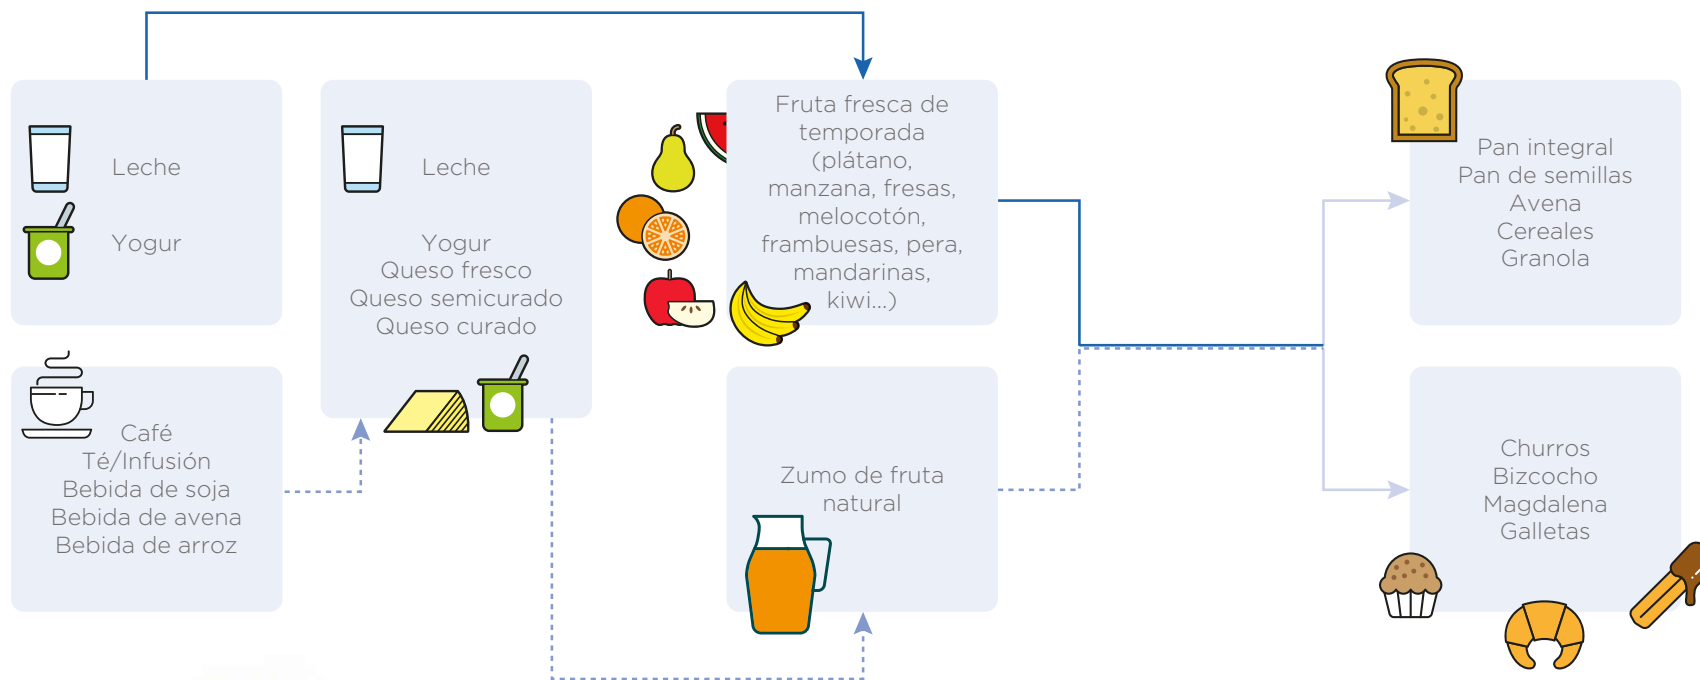 Leche
Yogur
Café
Té/Infusión
Bebida de soja
Bebida de avena
Bebida de arroz
Leche
Yogur
Queso fresco
Queso semicurado
Queso curado
Fruta fresca de
temporada
(plátano,
manzana, fresas,
melocotón,
frambuesas, pera,
mandarinas,
kiwi...)
Zumo de fruta
natural
Pan integral
Pan de semillas
Avena
Cereales
Granola
Churros
Bizcocho
Magdalena
Galletas